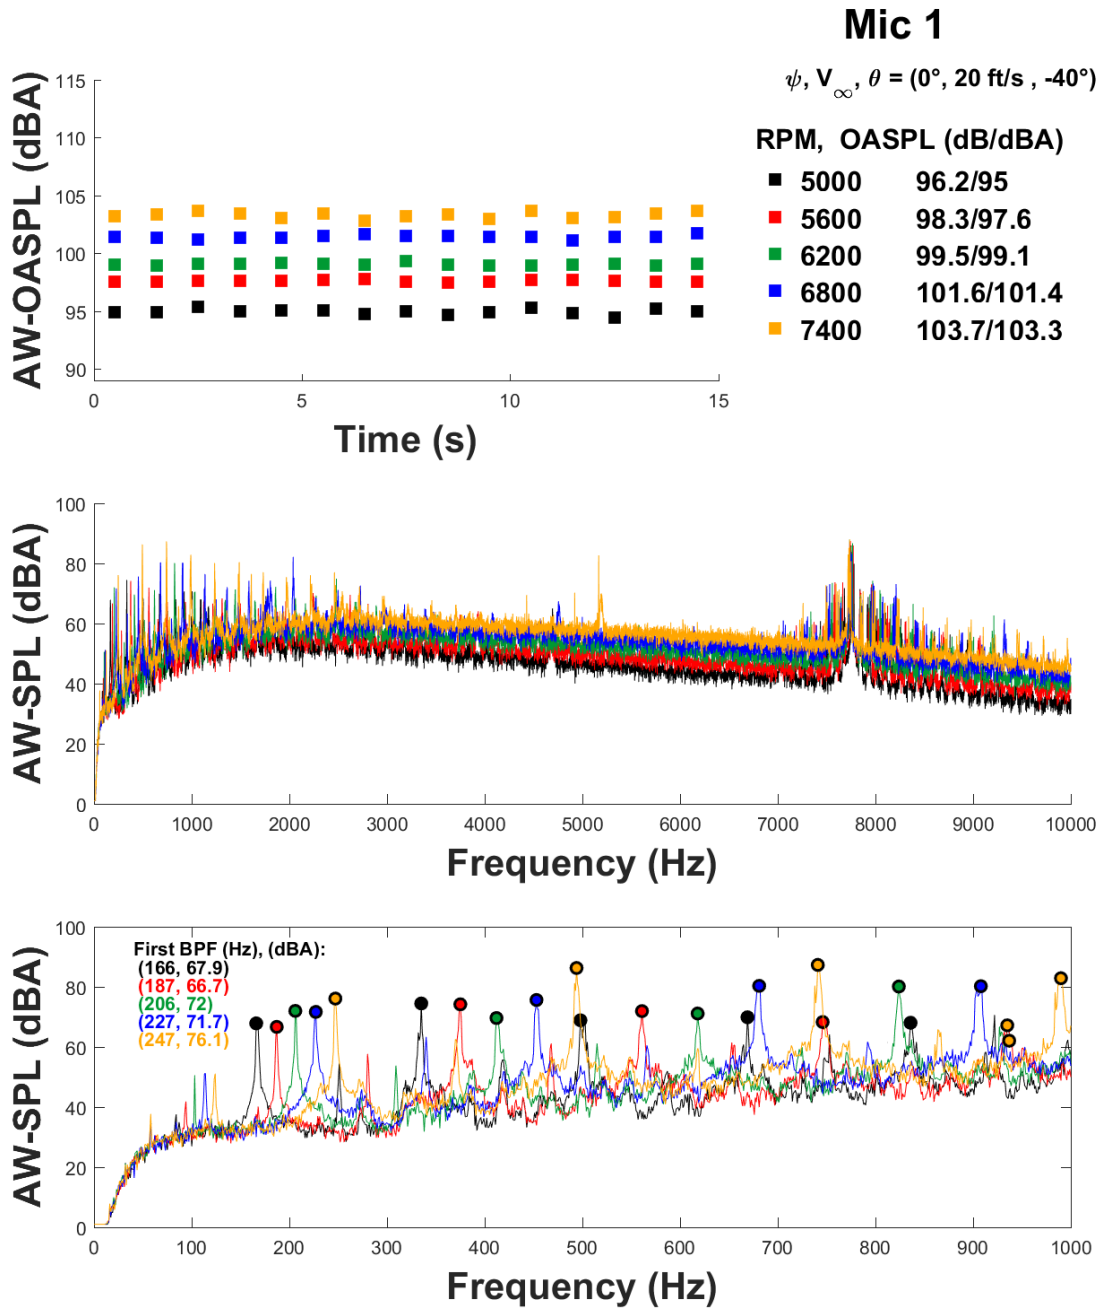 Mic 1
ψ, V∞, θ = (0°, 20 ft/s , -40°)
RPM, OASPL (dB/dBA)
5000 96.2/95
5600 98.3/97.6
6200 99.5/99.1
6800 101.6/101.4
7400 103.7/103.3
AW-OASPL (dBA)
115
110
105
100
95
90
0 5 10 15
Time (s)
AW-SPL (dBA)
100
80
60
40
20
0
0 1000 2000 3000 4000 5000 6000 7000 8000 9000 10000
Frequency (Hz)
AW-SPL (dBA)
100
80
60
40
20
0
First BPF (Hz), (dBA):
(166, 67.9)
(187, 66.7)
(206, 72)
(227, 71.7)
(247, 76.1)
0 100 200 300 400 500 600 700 800 900 1000
Frequency (Hz)